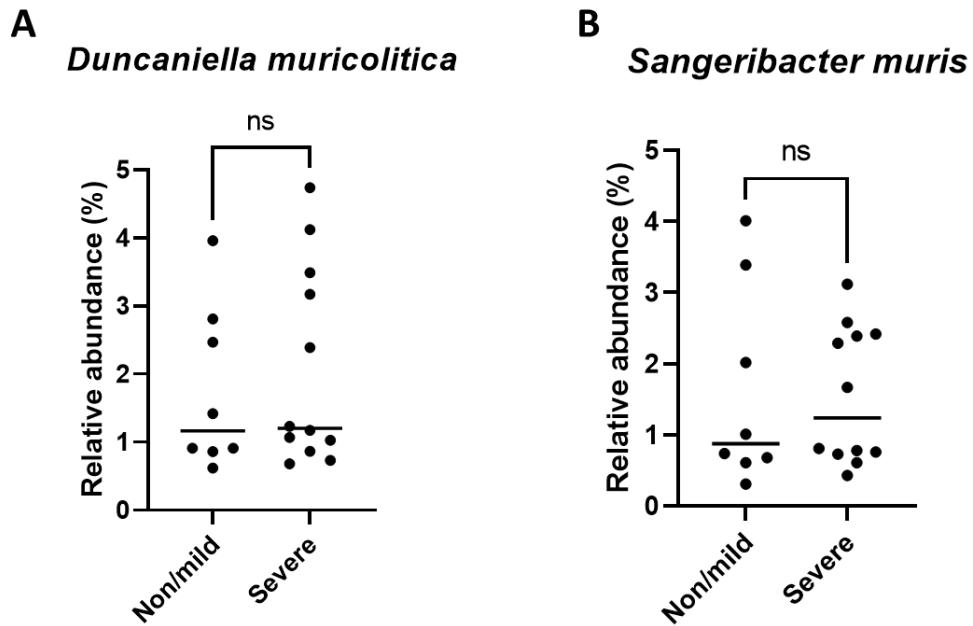 A
Duncaniella muricolitica
ns
Relative abundance (%)
5
4
3
2
1
0
Non/mild
Severe
B
Sangeribacter muris
ns
Relative abundance (%)
5
4
3
2
1
0
Non/mild
Severe